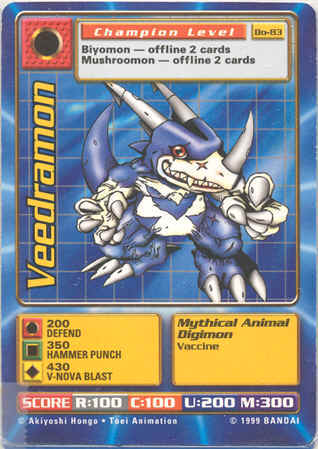 Champion Level
Do-83
Biyomon — offline 2 cards
Mushroomon — offline 2 cards
Veedramon
200
DEFEND
350
HAMMER PUNCH
430
V-NOVA BLAST
Mythical Animal
Digimon
Vaccine
SCORE R:100 C:100 U:200 M:300
© Akiyoshi Hongo • Toei Animation © 1999 BANDAI